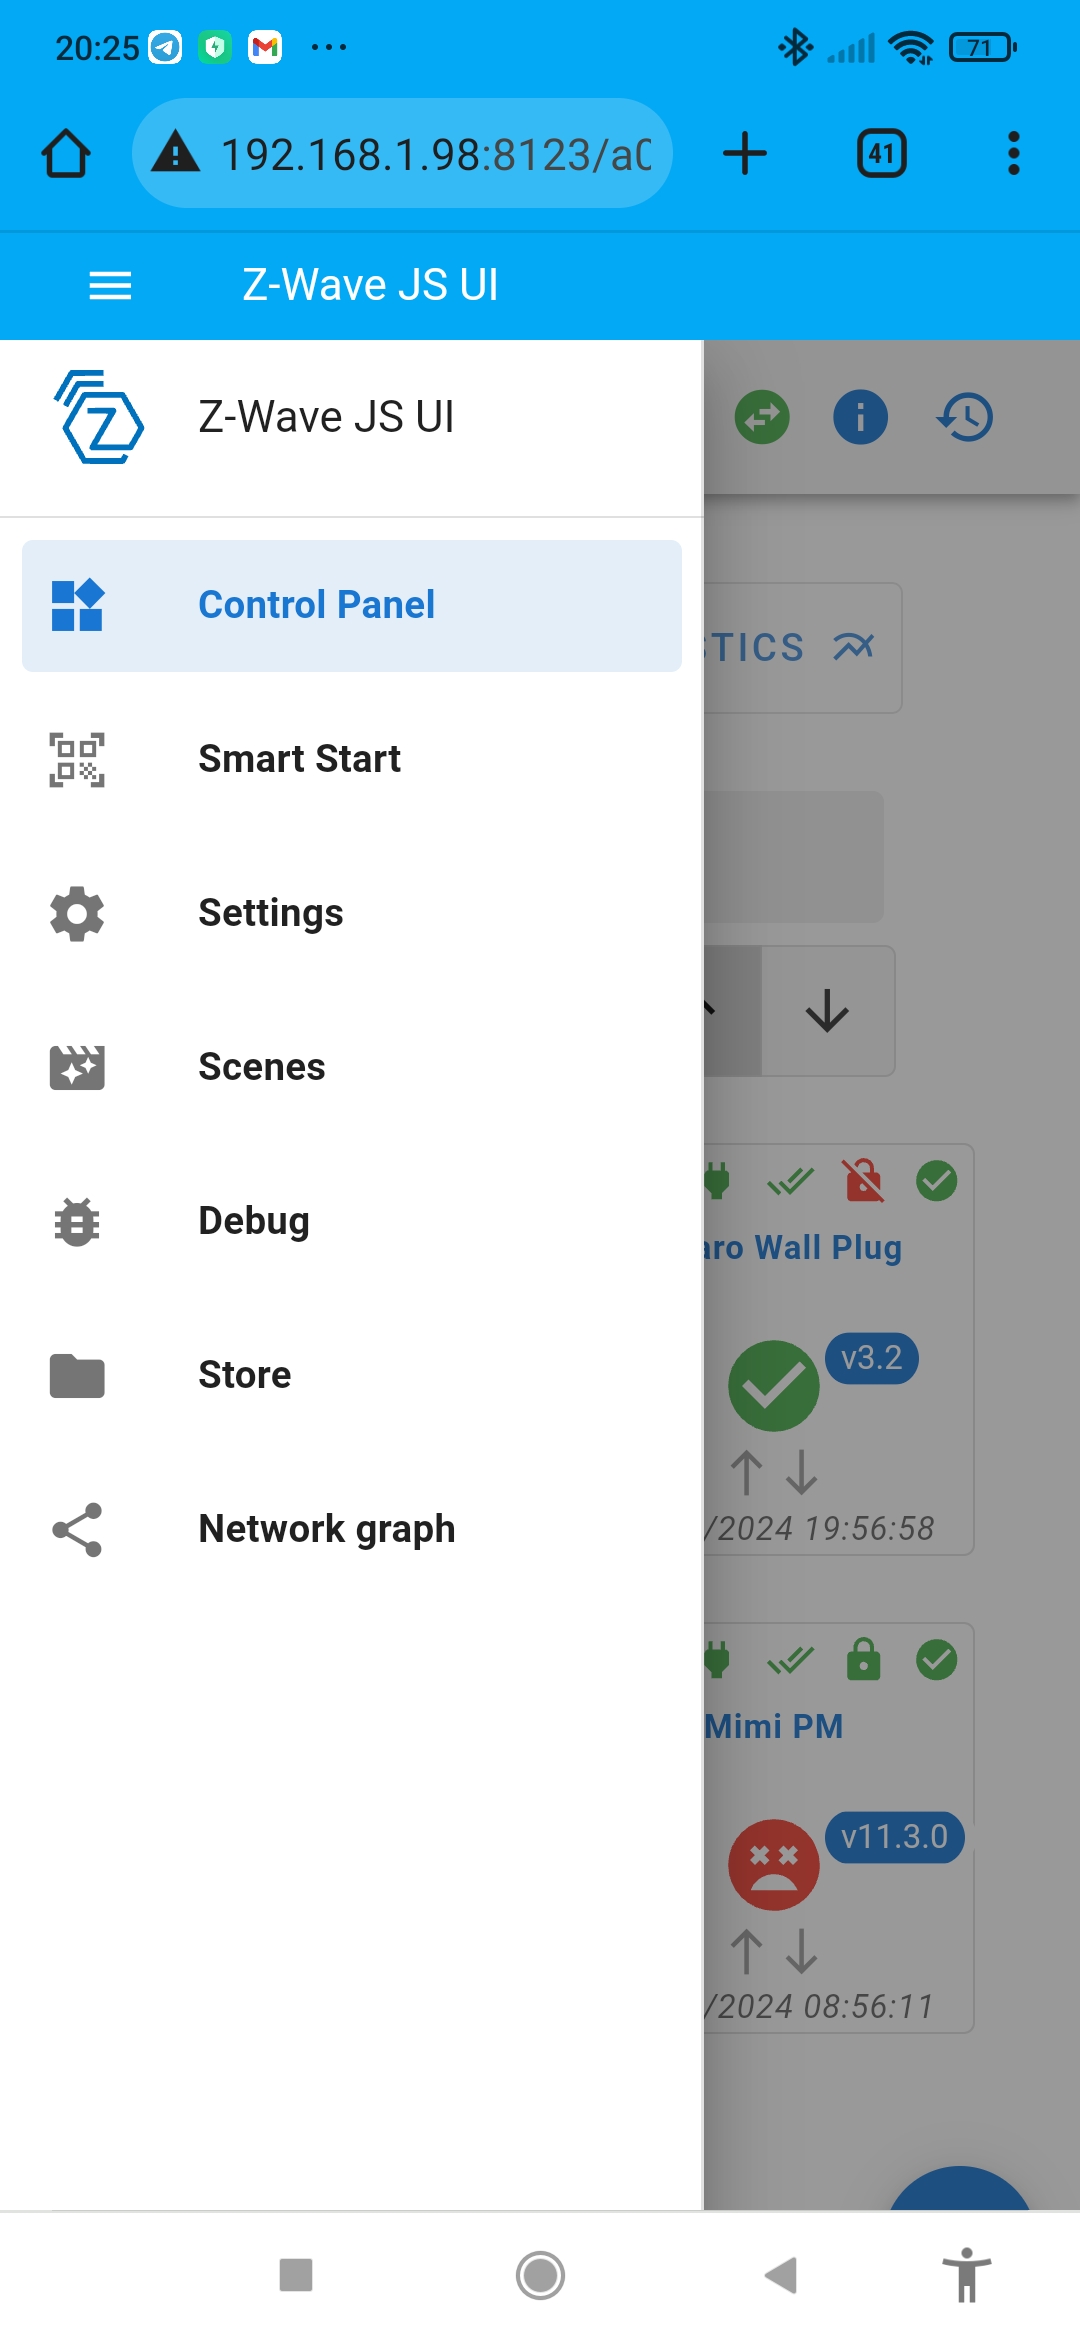 20:25
71
192.168.1.98:8123/a0
41
Z-Wave JS UI
Z-Wave JS UI
Control Panel
STICS
Smart Start
Settings
Scenes
Debug
aro Wall Plug
v3.2
Store
/2024 19:56:58
Network graph
Mimi PM
v11.3.0
/2024 08:56:11